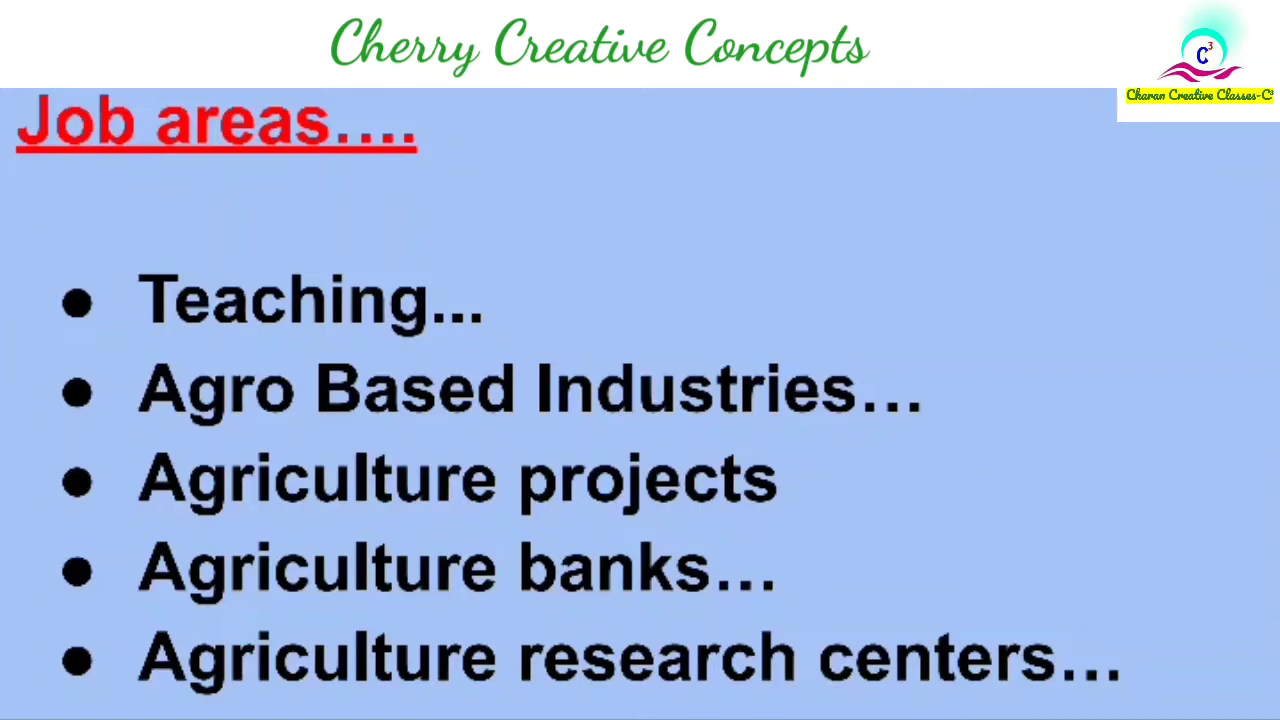 Cherry Creative Concepts
C³
Charan Creative Classes-C³
Job areas….
● Teaching...
● Agro Based Industries…
● Agriculture projects
● Agriculture banks…
● Agriculture research centers…